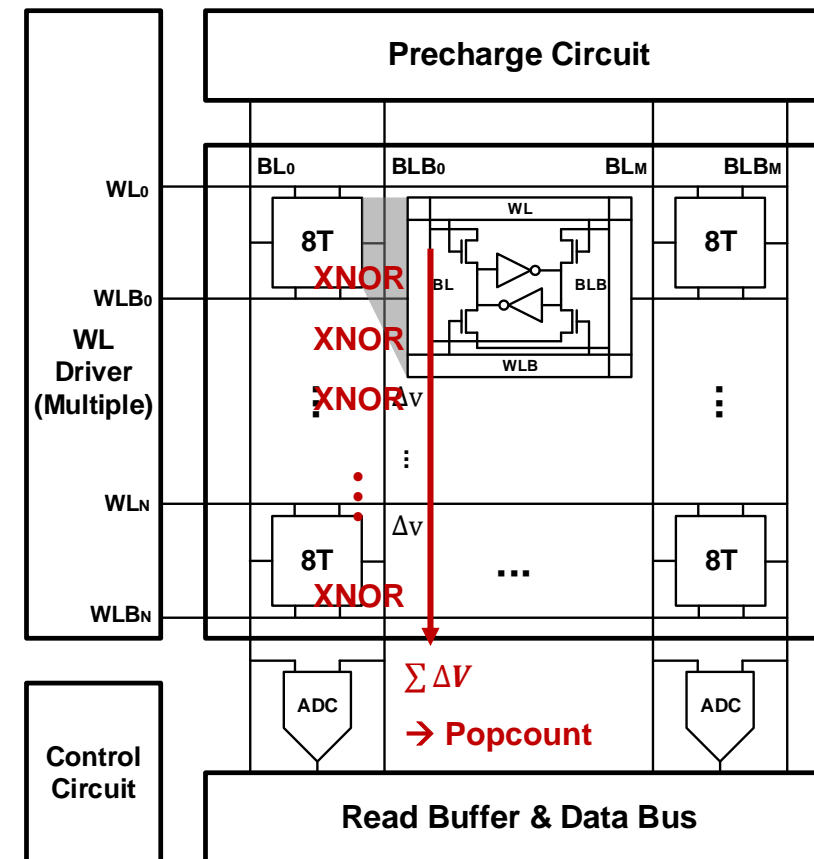 Precharge Circuit
BL0 BLB0 BLM BLBM
WL0
WL
8T
8T
XNOR
BL
BLB
WLB0
WL
Driver
(Multiple)
XNOR
WLB
XNOR
⋮
Δv
⋮
...
WLN
⋮
Δv
8T
...
8T
XNOR
WLBN
∑ ΔV
ADC
ADC
→ Popcount
Control
Circuit
Read Buffer & Data Bus